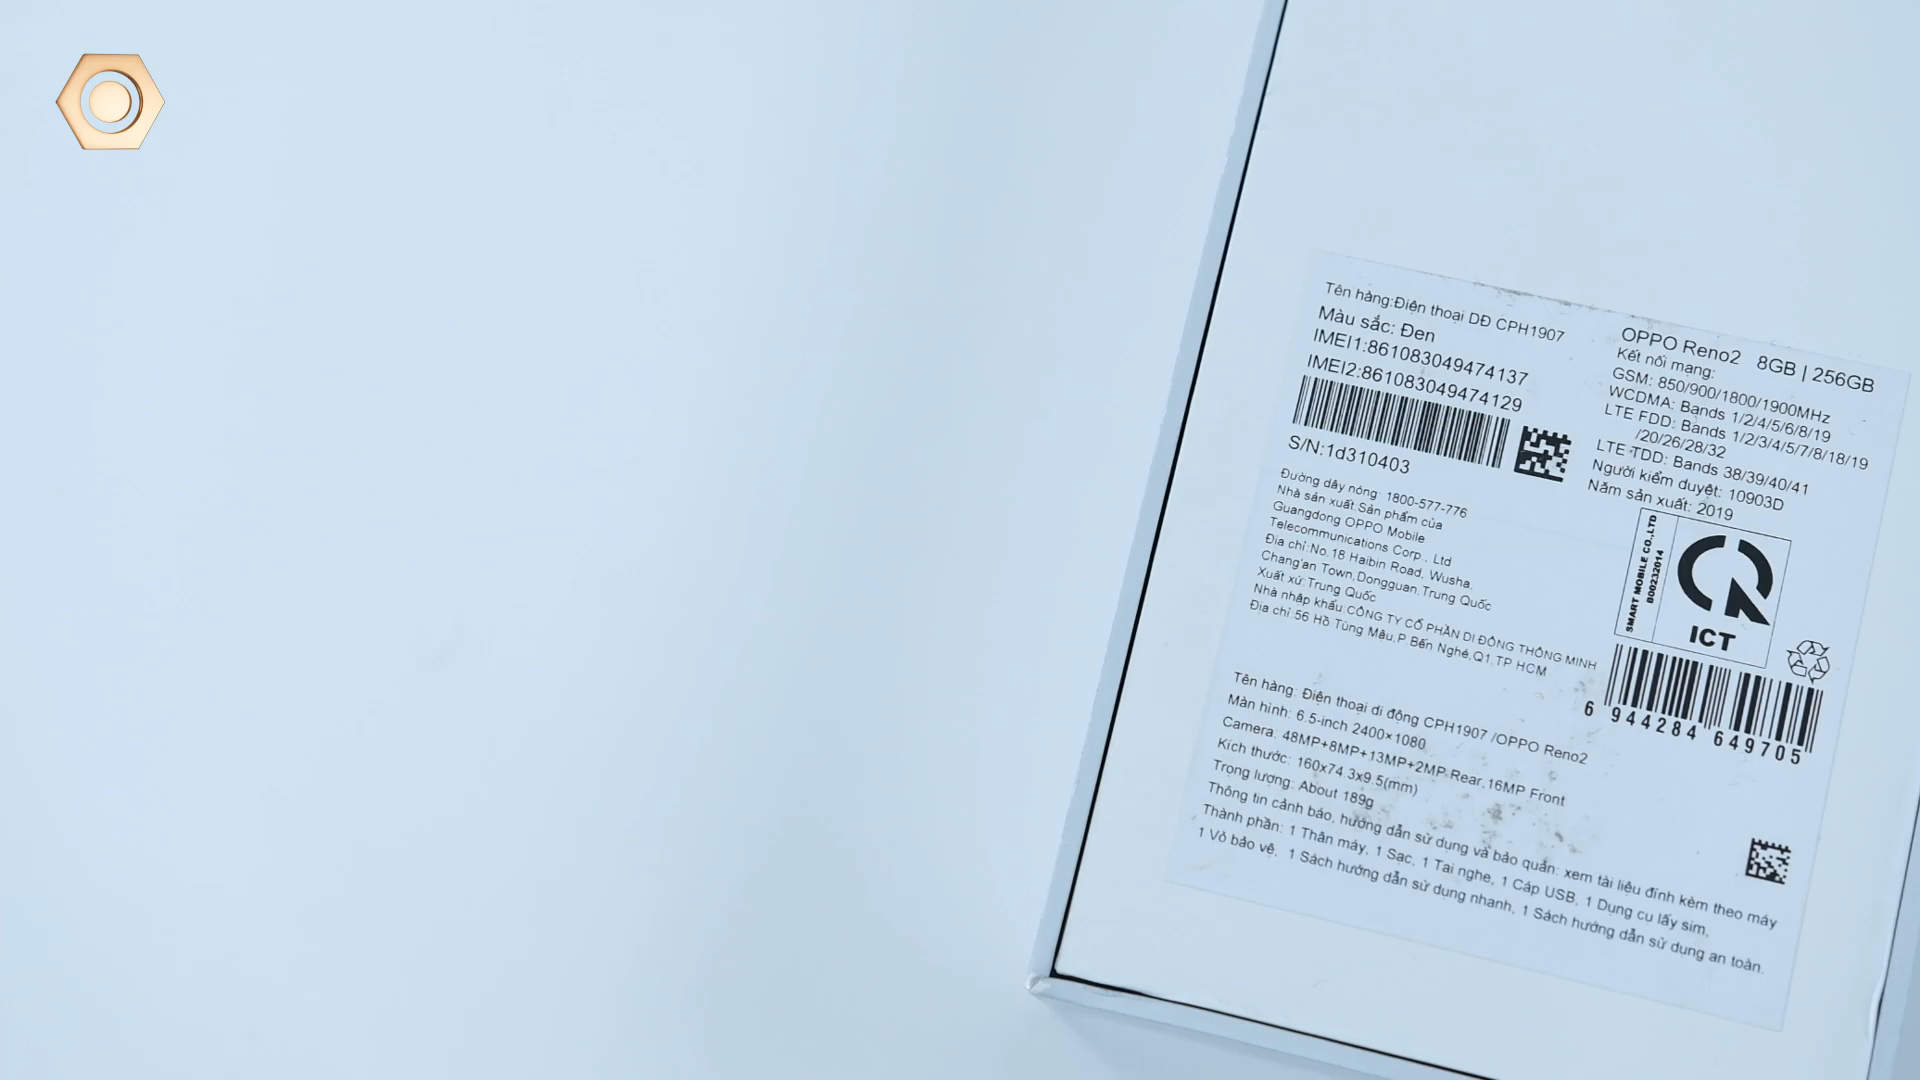 Tên hàng:Điện thoại DĐ CPH1907
Màu sắc: Đen
IMEI1:861083049474137
IMEI2:861083049474129
S/N:1d310403
Đường dây nóng: 1800-577-776
Nhà sản xuất:Sản phẩm của
Guangdong OPPO Mobile
Telecommunications Corp., Ltd
Địa chỉ:No.18 Haibin Road, Wusha,
Chang'an Town,Dongguan,Trung Quốc
Xuất xứ:Trung Quốc
Nhà nhập khẩu:CÔNG TY CỔ PHẦN DI ĐỘNG THÔNG MINH
Địa chỉ:56 Hồ Tùng Mậu,P.Bến Nghé,Q1,TP HCM
OPPO Reno2 8GB | 256GB
Kết nối mạng:
GSM: 850/900/1800/1900MHz
WCDMA: Bands 1/2/4/5/6/8/19
LTE FDD: Bands 1/2/3/4/5/7/8/18/19
/20/26/28/32
LTE TDD: Bands 38/39/40/41
Người kiểm duyệt: 10903D
Năm sản xuất: 2019
SMART MOBILE CO.,LTD
B00232014
ICT
6 944284 649705
Tên hàng: Điện thoại di động CPH1907 /OPPO Reno2
Màn hình: 6.5-inch 2400×1080
Camera: 48MP+8MP+13MP+2MP Rear,16MP Front
Kích thước: 160x74.3x9.5(mm)
Trọng lượng: About 189g
Thông tin cảnh báo, hướng dẫn sử dụng và bảo quản: xem tài liệu đính kèm theo máy
Thành phần: 1 Thân máy, 1 Sạc, 1 Tai nghe, 1 Cáp USB, 1 Dụng cụ lấy sim,
1 Vỏ bảo vệ, 1 Sách hướng dẫn sử dụng nhanh, 1 Sách hướng dẫn sử dụng an toàn.